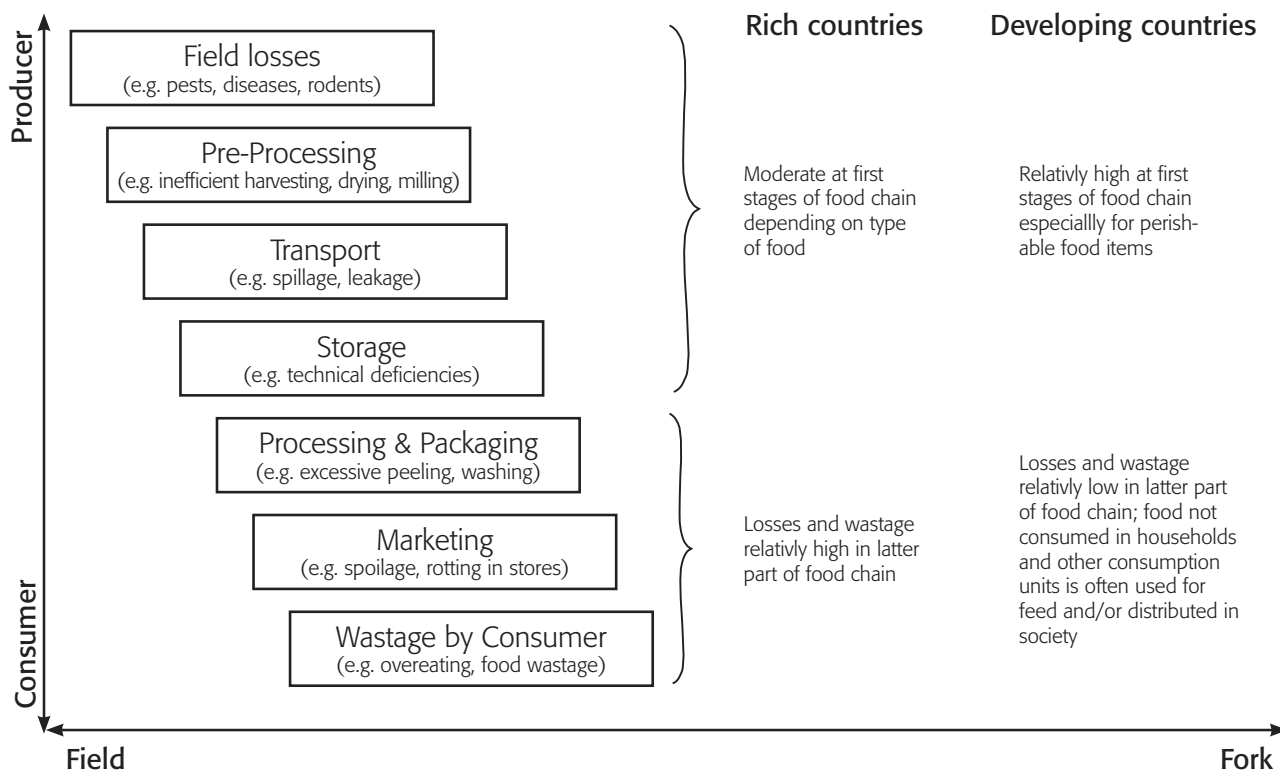 Rich countries
Developing countries
Producer
Field losses
(e.g. pests, diseases, rodents)
Pre-Processing
(e.g. inefficient harvesting, drying, milling)
Transport
(e.g. spillage, leakage)
Storage
(e.g. technical deficiencies)
Moderate at first
stages of food chain
depending on type
of food
Relativly high at first
stages of food chain
especiallly for perish-
able food items
Processing & Packaging
(e.g. excessive peeling, washing)
Marketing
(e.g. spoilage, rotting in stores)
Wastage by Consumer
(e.g. overeating, food wastage)
Losses and wastage
relativly high in latter
part of food chain
Losses and wastage
relativly low in latter part
of food chain; food not
consumed in households
and other consumption
units is often used for
feed and/or distributed in
society
Consumer
Field
Fork